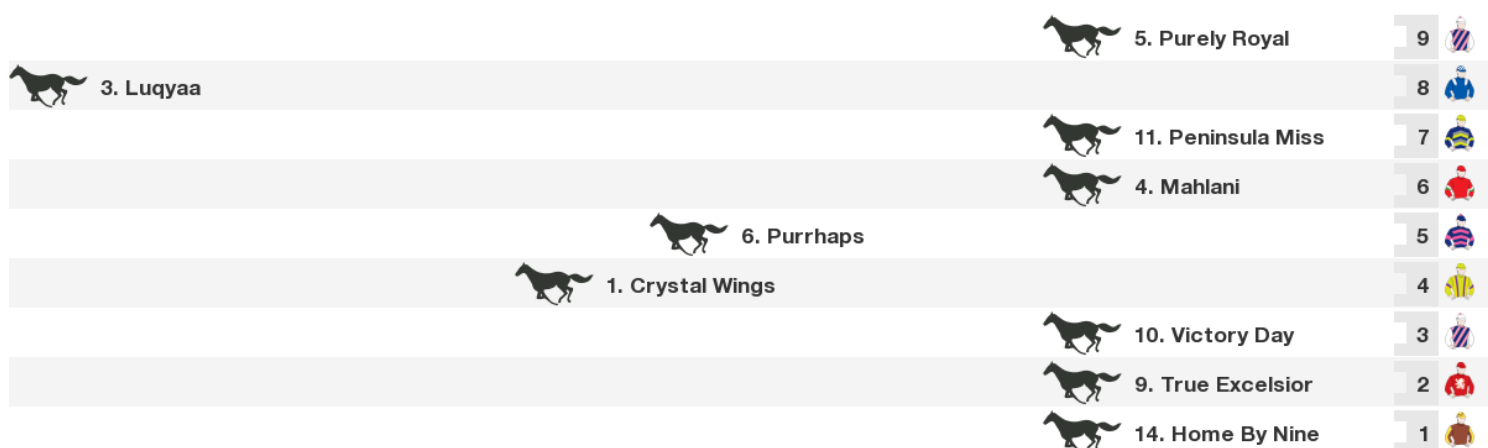 5. Purely Royal 9
3. Luqyaa 8
11. Peninsula Miss 7
4. Mahlani 6
6. Purrhaps 5
1. Crystal Wings 4
10. Victory Day 3
9. True Excelsior 2
14. Home By Nine 1